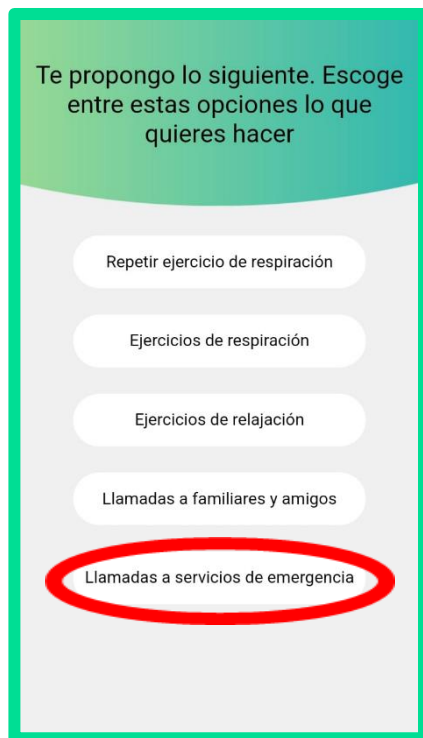 Te propongo lo siguiente. Escoge
entre estas opciones lo que
quieres hacer
Repetir ejercicio de respiración
Ejercicios de respiración
Ejercicios de relajación
Llamadas a familiares y amigos
Llamadas a servicios de emergencia